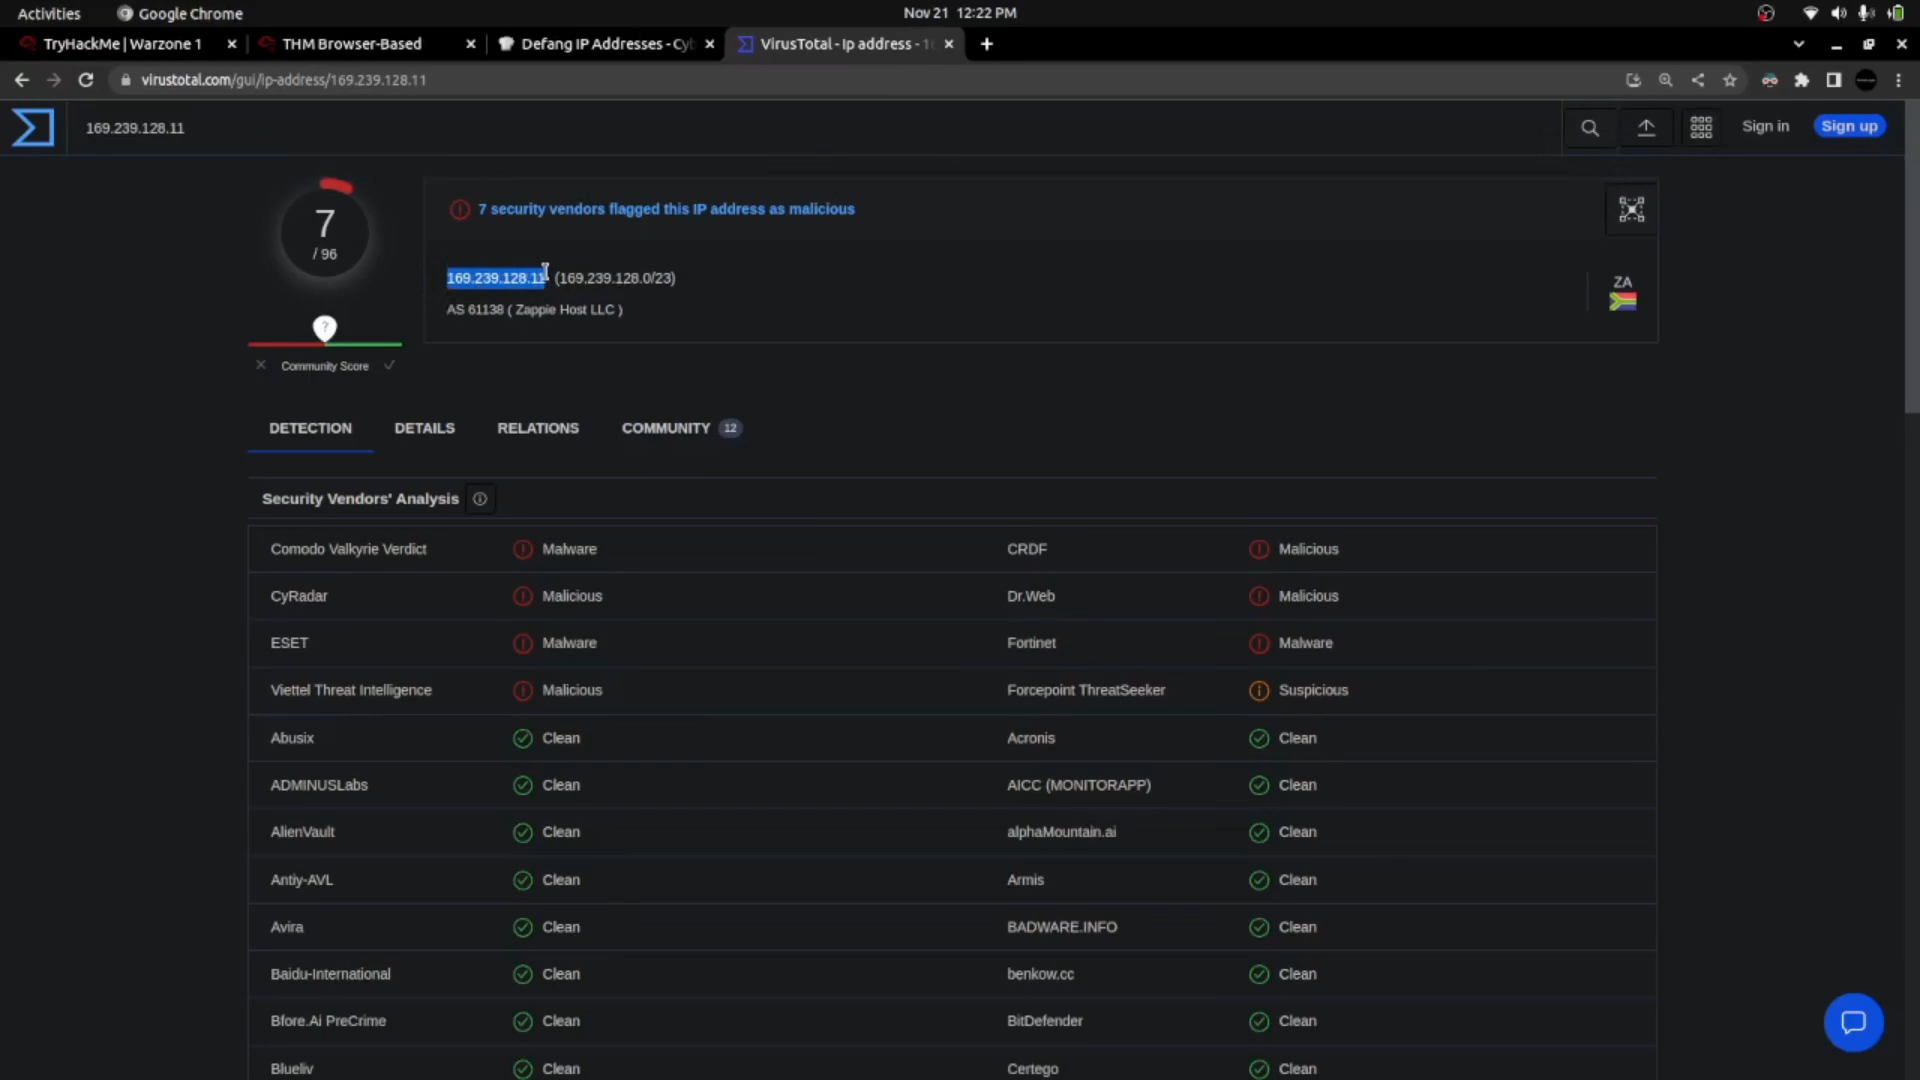 Activities
Google Chrome
Nov 21 12:22 PM
TryHackMe | Warzone 1
THM Browser-Based
Defang IP Addresses - Cyb
VirusTotal - Ip address - 1
virustotal.com/gui/ip-address/169.239.128.11
169.239.128.11
Sign in
Sign up
7
/ 96
7 security vendors flagged this IP address as malicious
169.239.128.11 (169.239.128.0/23)
AS 61138 ( Zappie Host LLC )
ZA
?
Community Score
DETECTION
DETAILS
RELATIONS
COMMUNITY 12
Security Vendors' Analysis
Comodo Valkyrie Verdict Malware CRDF Malicious
CyRadar Malicious Dr.Web Malicious
ESET Malware Fortinet Malware
Viettel Threat Intelligence Malicious Forcepoint ThreatSeeker Suspicious
Abusix Clean Acronis Clean
ADMINUSLabs Clean AICC (MONITORAPP) Clean
AlienVault Clean alphaMountain.ai Clean
Antiy-AVL Clean Armis Clean
Avira Clean BADWARE.INFO Clean
Baidu-International Clean benkow.cc Clean
Bfore.Ai PreCrime Clean BitDefender Clean
Blueliv Clean Certego Clean